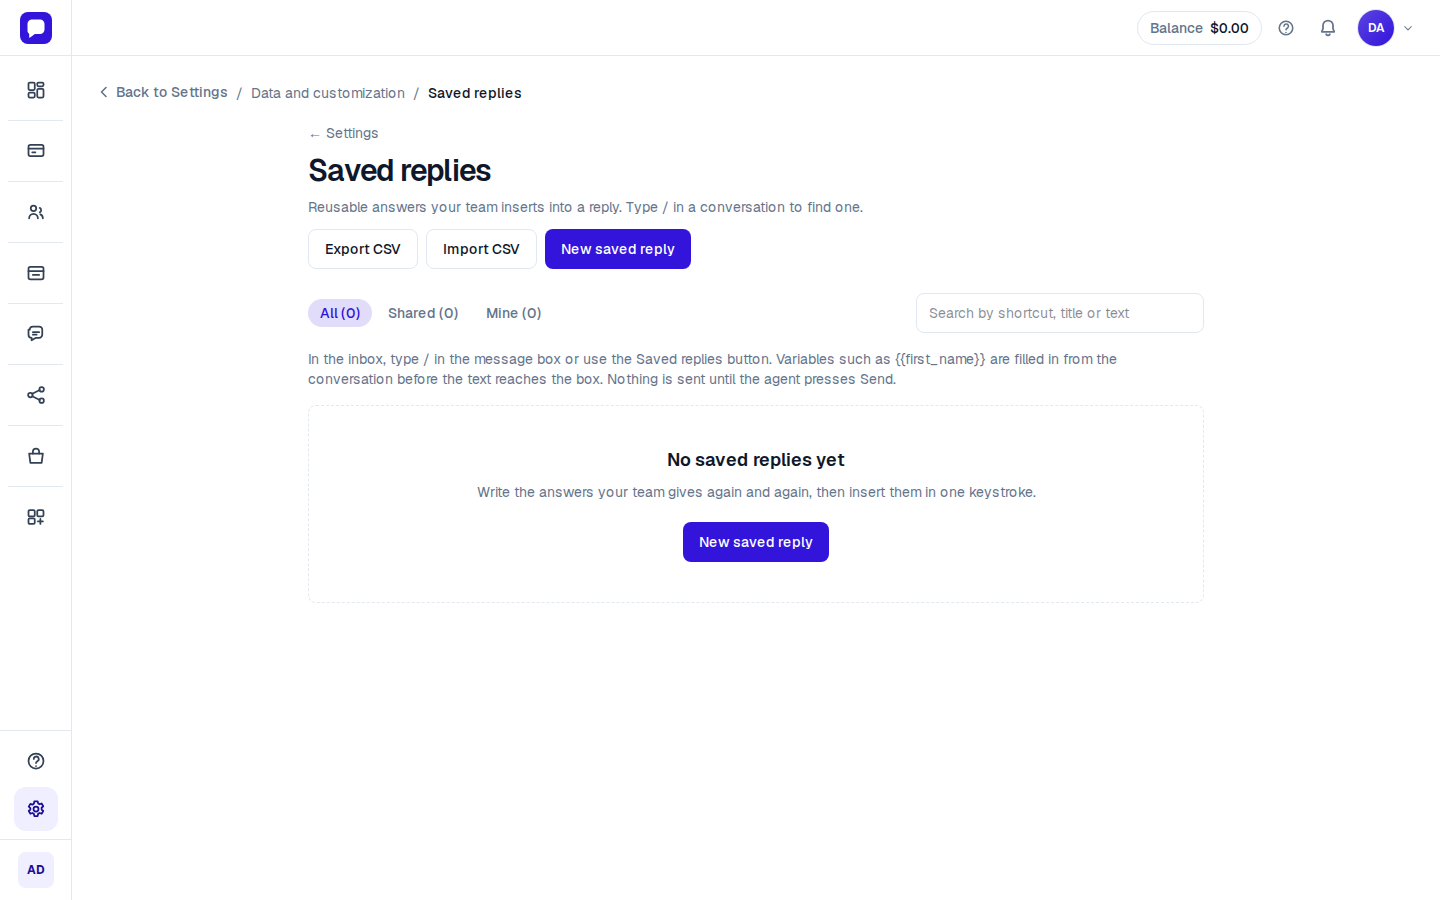 Balance $0.00
DA
Back to Settings / Data and customization / Saved replies
← Settings
Saved replies
Reusable answers your team inserts into a reply. Type / in a conversation to find one.
Export CSV
Import CSV
New saved reply
All (0)
Shared (0)
Mine (0)
Search by shortcut, title or text
In the inbox, type / in the message box or use the Saved replies button. Variables such as {{first_name}} are filled in from the
conversation before the text reaches the box. Nothing is sent until the agent presses Send.
No saved replies yet
Write the answers your team gives again and again, then insert them in one keystroke.
New saved reply
AD